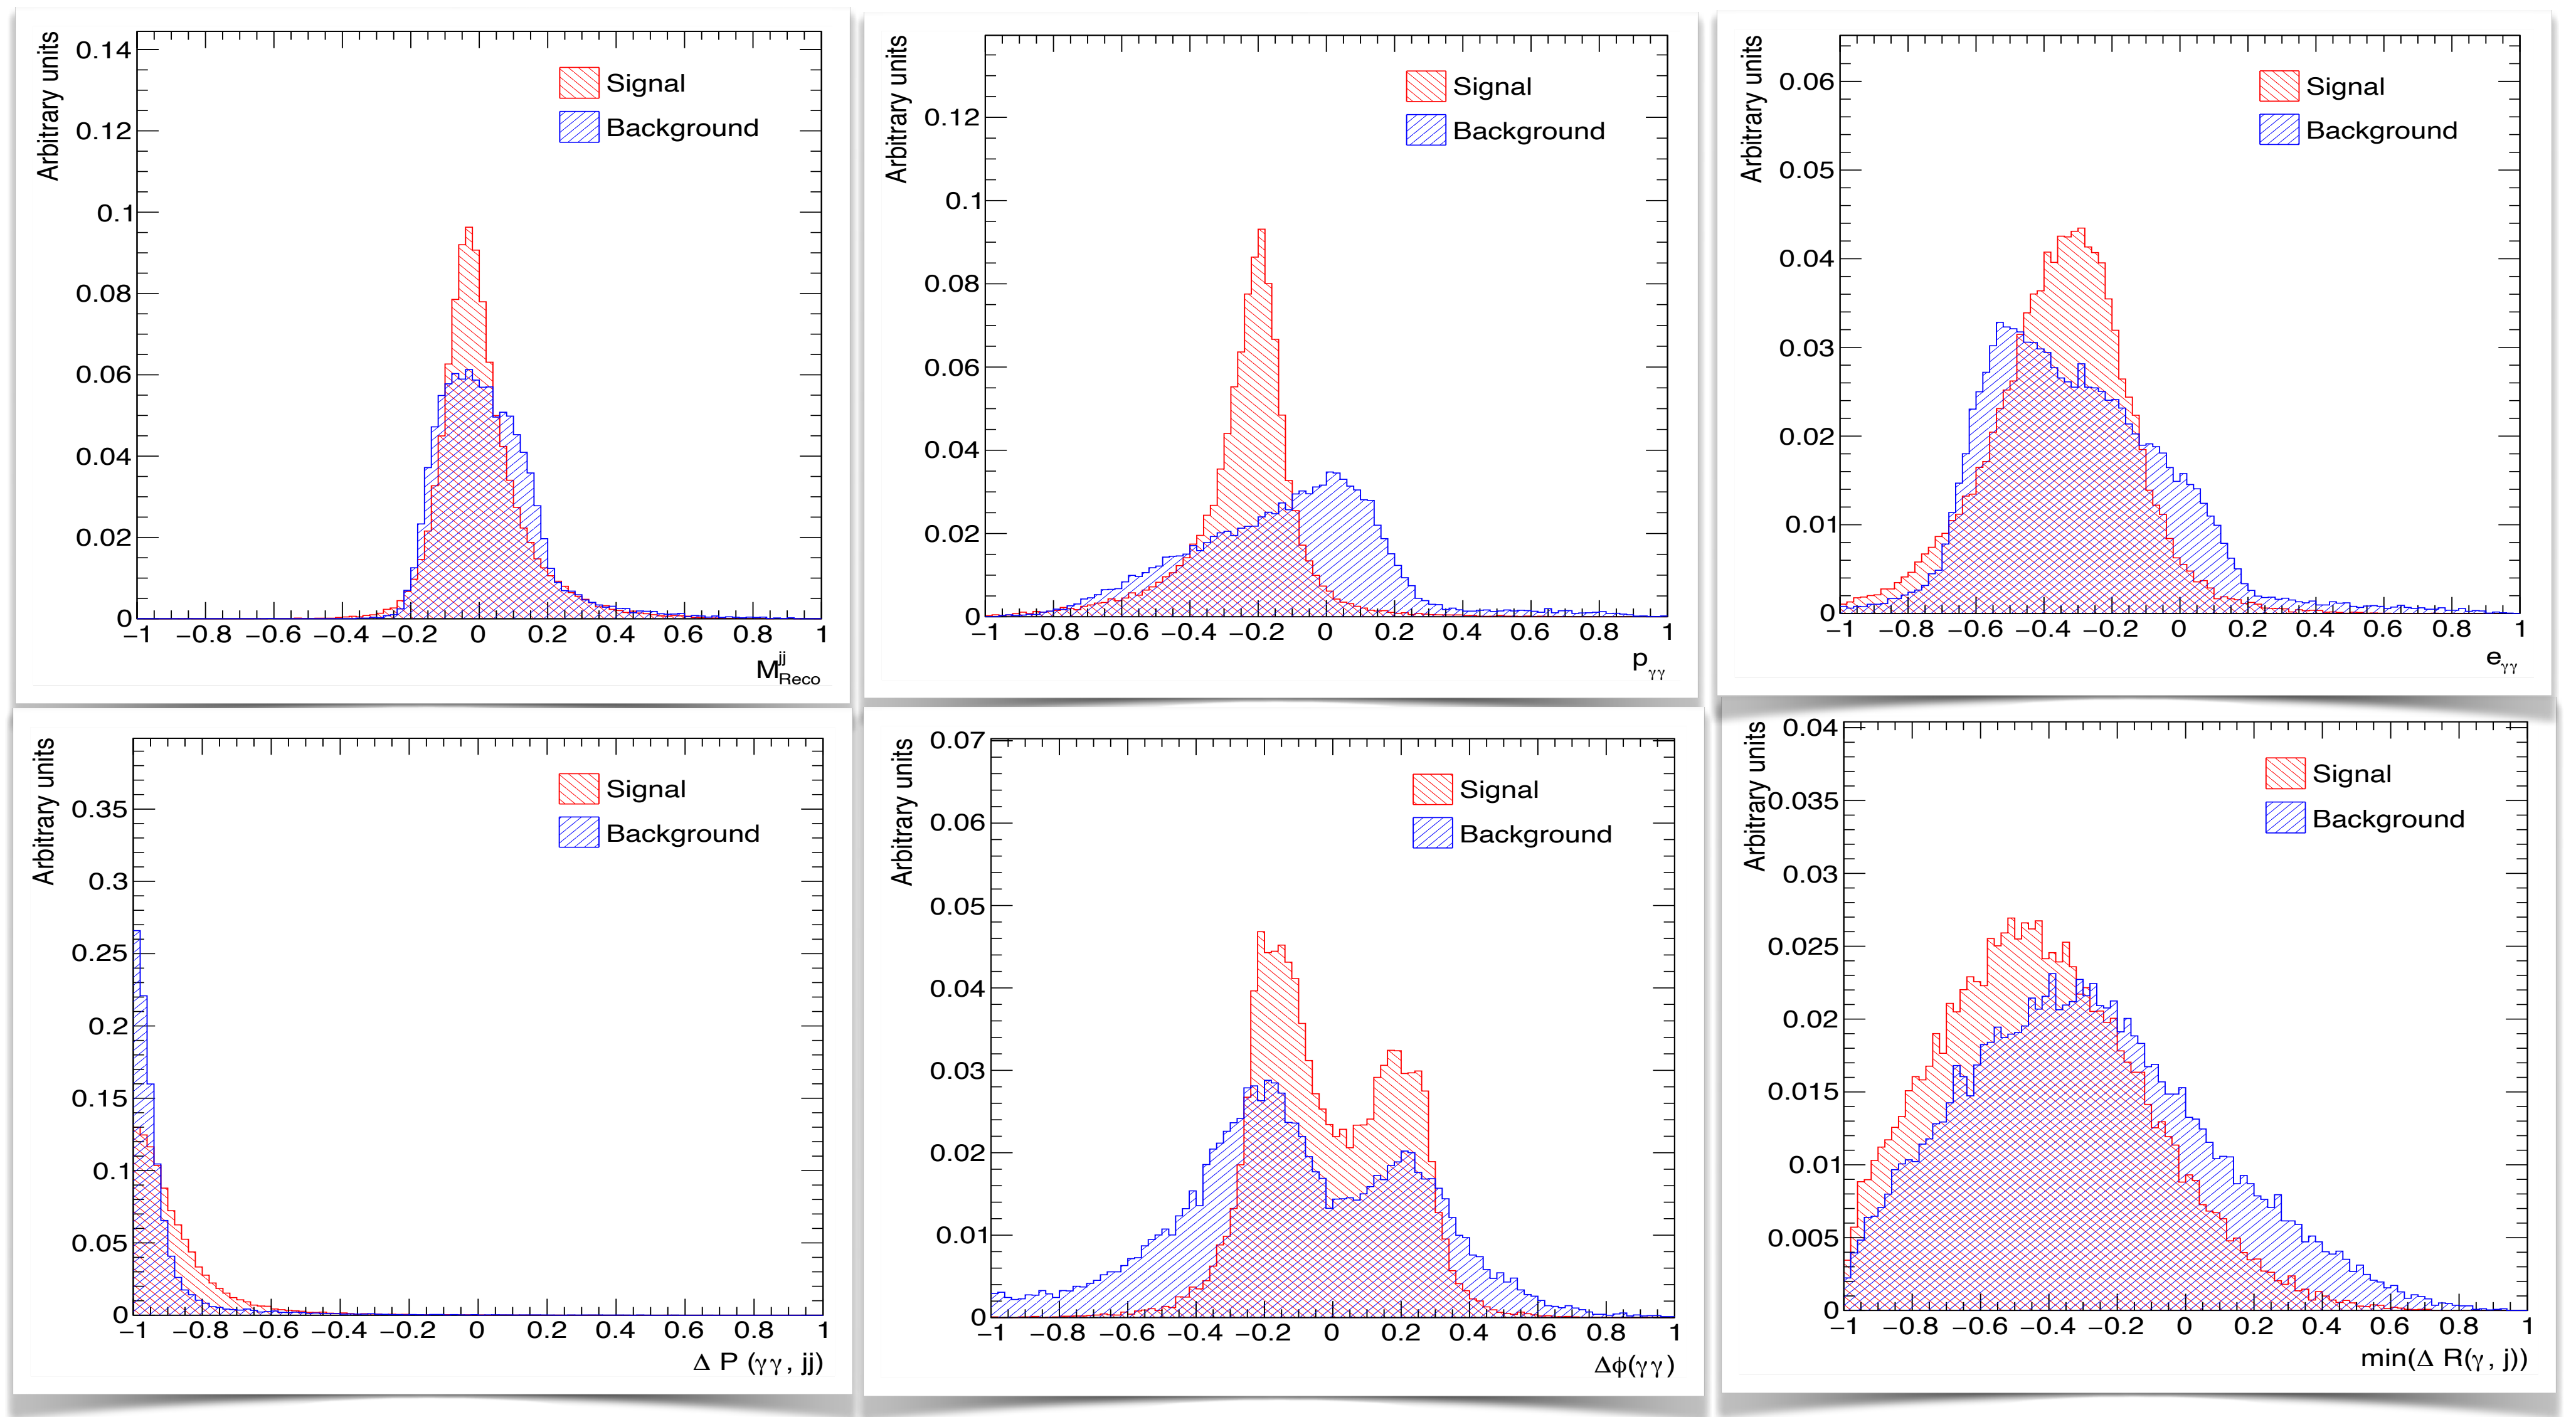 Arbitrary units
0.14
0.12
0.1
0.08
0.06
0.04
0.02
0
Signal
Background
−1 −0.8 −0.6 −0.4 −0.2 0 0.2 0.4 0.6 0.8 1
M^{jj}_{Reco}
Arbitrary units
0.12
0.1
0.08
0.06
0.04
0.02
0
Signal
Background
−1 −0.8 −0.6 −0.4 −0.2 0 0.2 0.4 0.6 0.8 1
p_{γγ}
Arbitrary units
0.06
0.05
0.04
0.03
0.02
0.01
0
Signal
Background
−1 −0.8 −0.6 −0.4 −0.2 0 0.2 0.4 0.6 0.8 1
e_{γγ}
Arbitrary units
0.35
0.3
0.25
0.2
0.15
0.1
0.05
0
Signal
Background
−1 −0.8 −0.6 −0.4 −0.2 0 0.2 0.4 0.6 0.8 1
Δ P (γγ, jj)
Arbitrary units
0.07
0.06
0.05
0.04
0.03
0.02
0.01
0
Signal
Background
−1 −0.8 −0.6 −0.4 −0.2 0 0.2 0.4 0.6 0.8 1
Δϕ(γγ)
Arbitrary units
0.04
0.035
0.03
0.025
0.02
0.015
0.01
0.005
0
Signal
Background
−1 −0.8 −0.6 −0.4 −0.2 0 0.2 0.4 0.6 0.8 1
min(Δ R(γ, j))